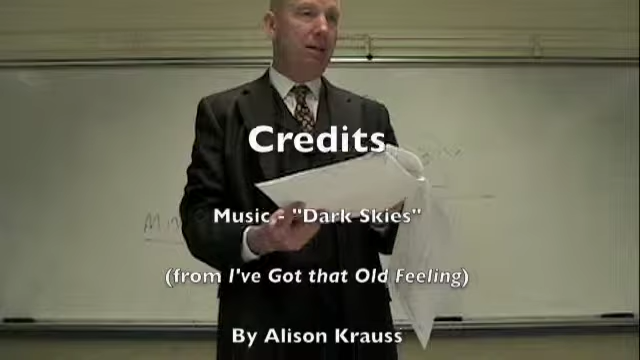 Credits
Music - "Dark Skies"
(from I've Got that Old Feeling)
By Alison Krauss